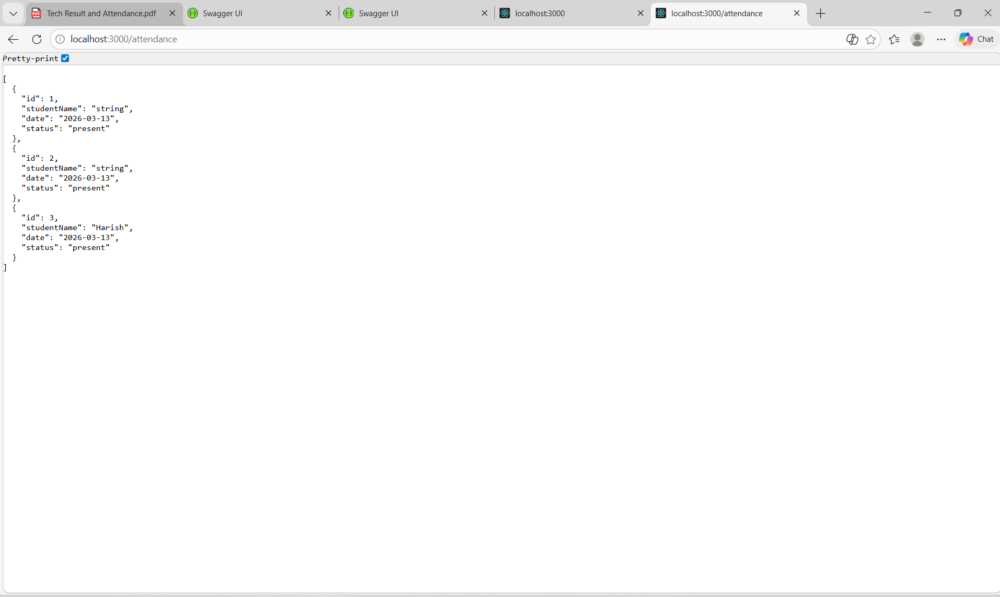 Tech Result and Attendance.pdf
Swagger UI
Swagger UI
localhost:3000
localhost:3000/attendance
localhost:3000/attendance
Chat
Pretty-print
[
  {
    "id": 1,
    "studentName": "string",
    "date": "2026-03-13",
    "status": "present"
  },
  {
    "id": 2,
    "studentName": "string",
    "date": "2026-03-13",
    "status": "present"
  },
  {
    "id": 3,
    "studentName": "Harish",
    "date": "2026-03-13",
    "status": "present"
  }
]